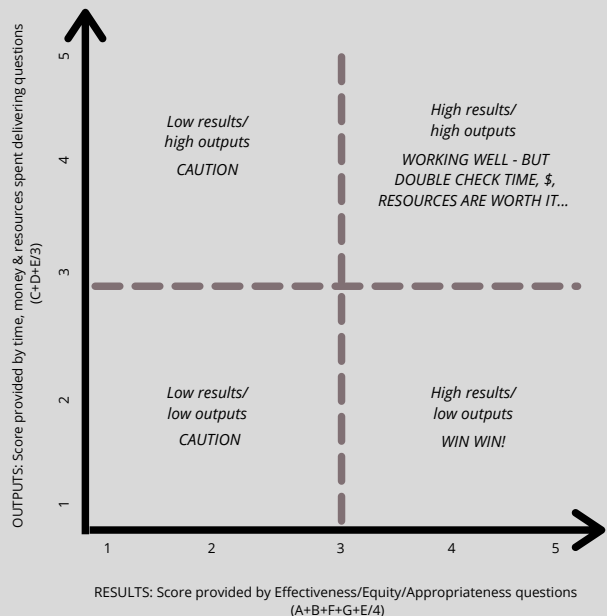 OUTPUTS: Score provided by time, money & resources spent delivering questions
(C+D+E/3)
5
4
3
2
1
Low results/
high outputs
CAUTION
High results/
high outputs
WORKING WELL - BUT
DOUBLE CHECK TIME, $,
RESOURCES ARE WORTH IT...
Low results/
low outputs
CAUTION
High results/
low outputs
WIN WIN!
1
2
3
4
5
RESULTS: Score provided by Effectiveness/Equity/Appropriateness questions
(A+B+F+G+E/4)